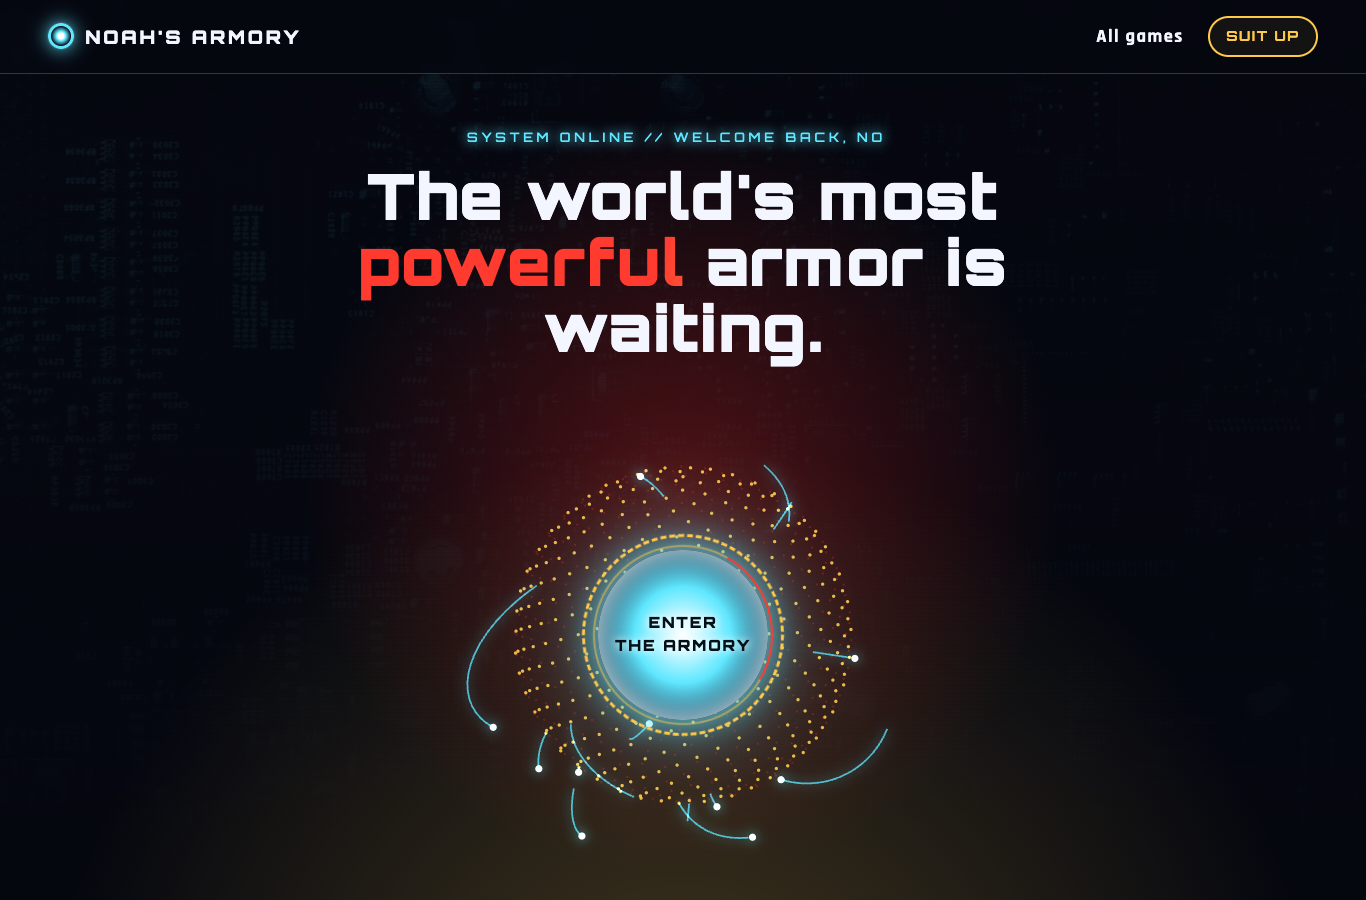 NOAH'S ARMORY
All games
SUIT UP
SYSTEM ONLINE // WELCOME BACK, NO
The world's most
powerful armor is
waiting.
ENTER
THE ARMORY